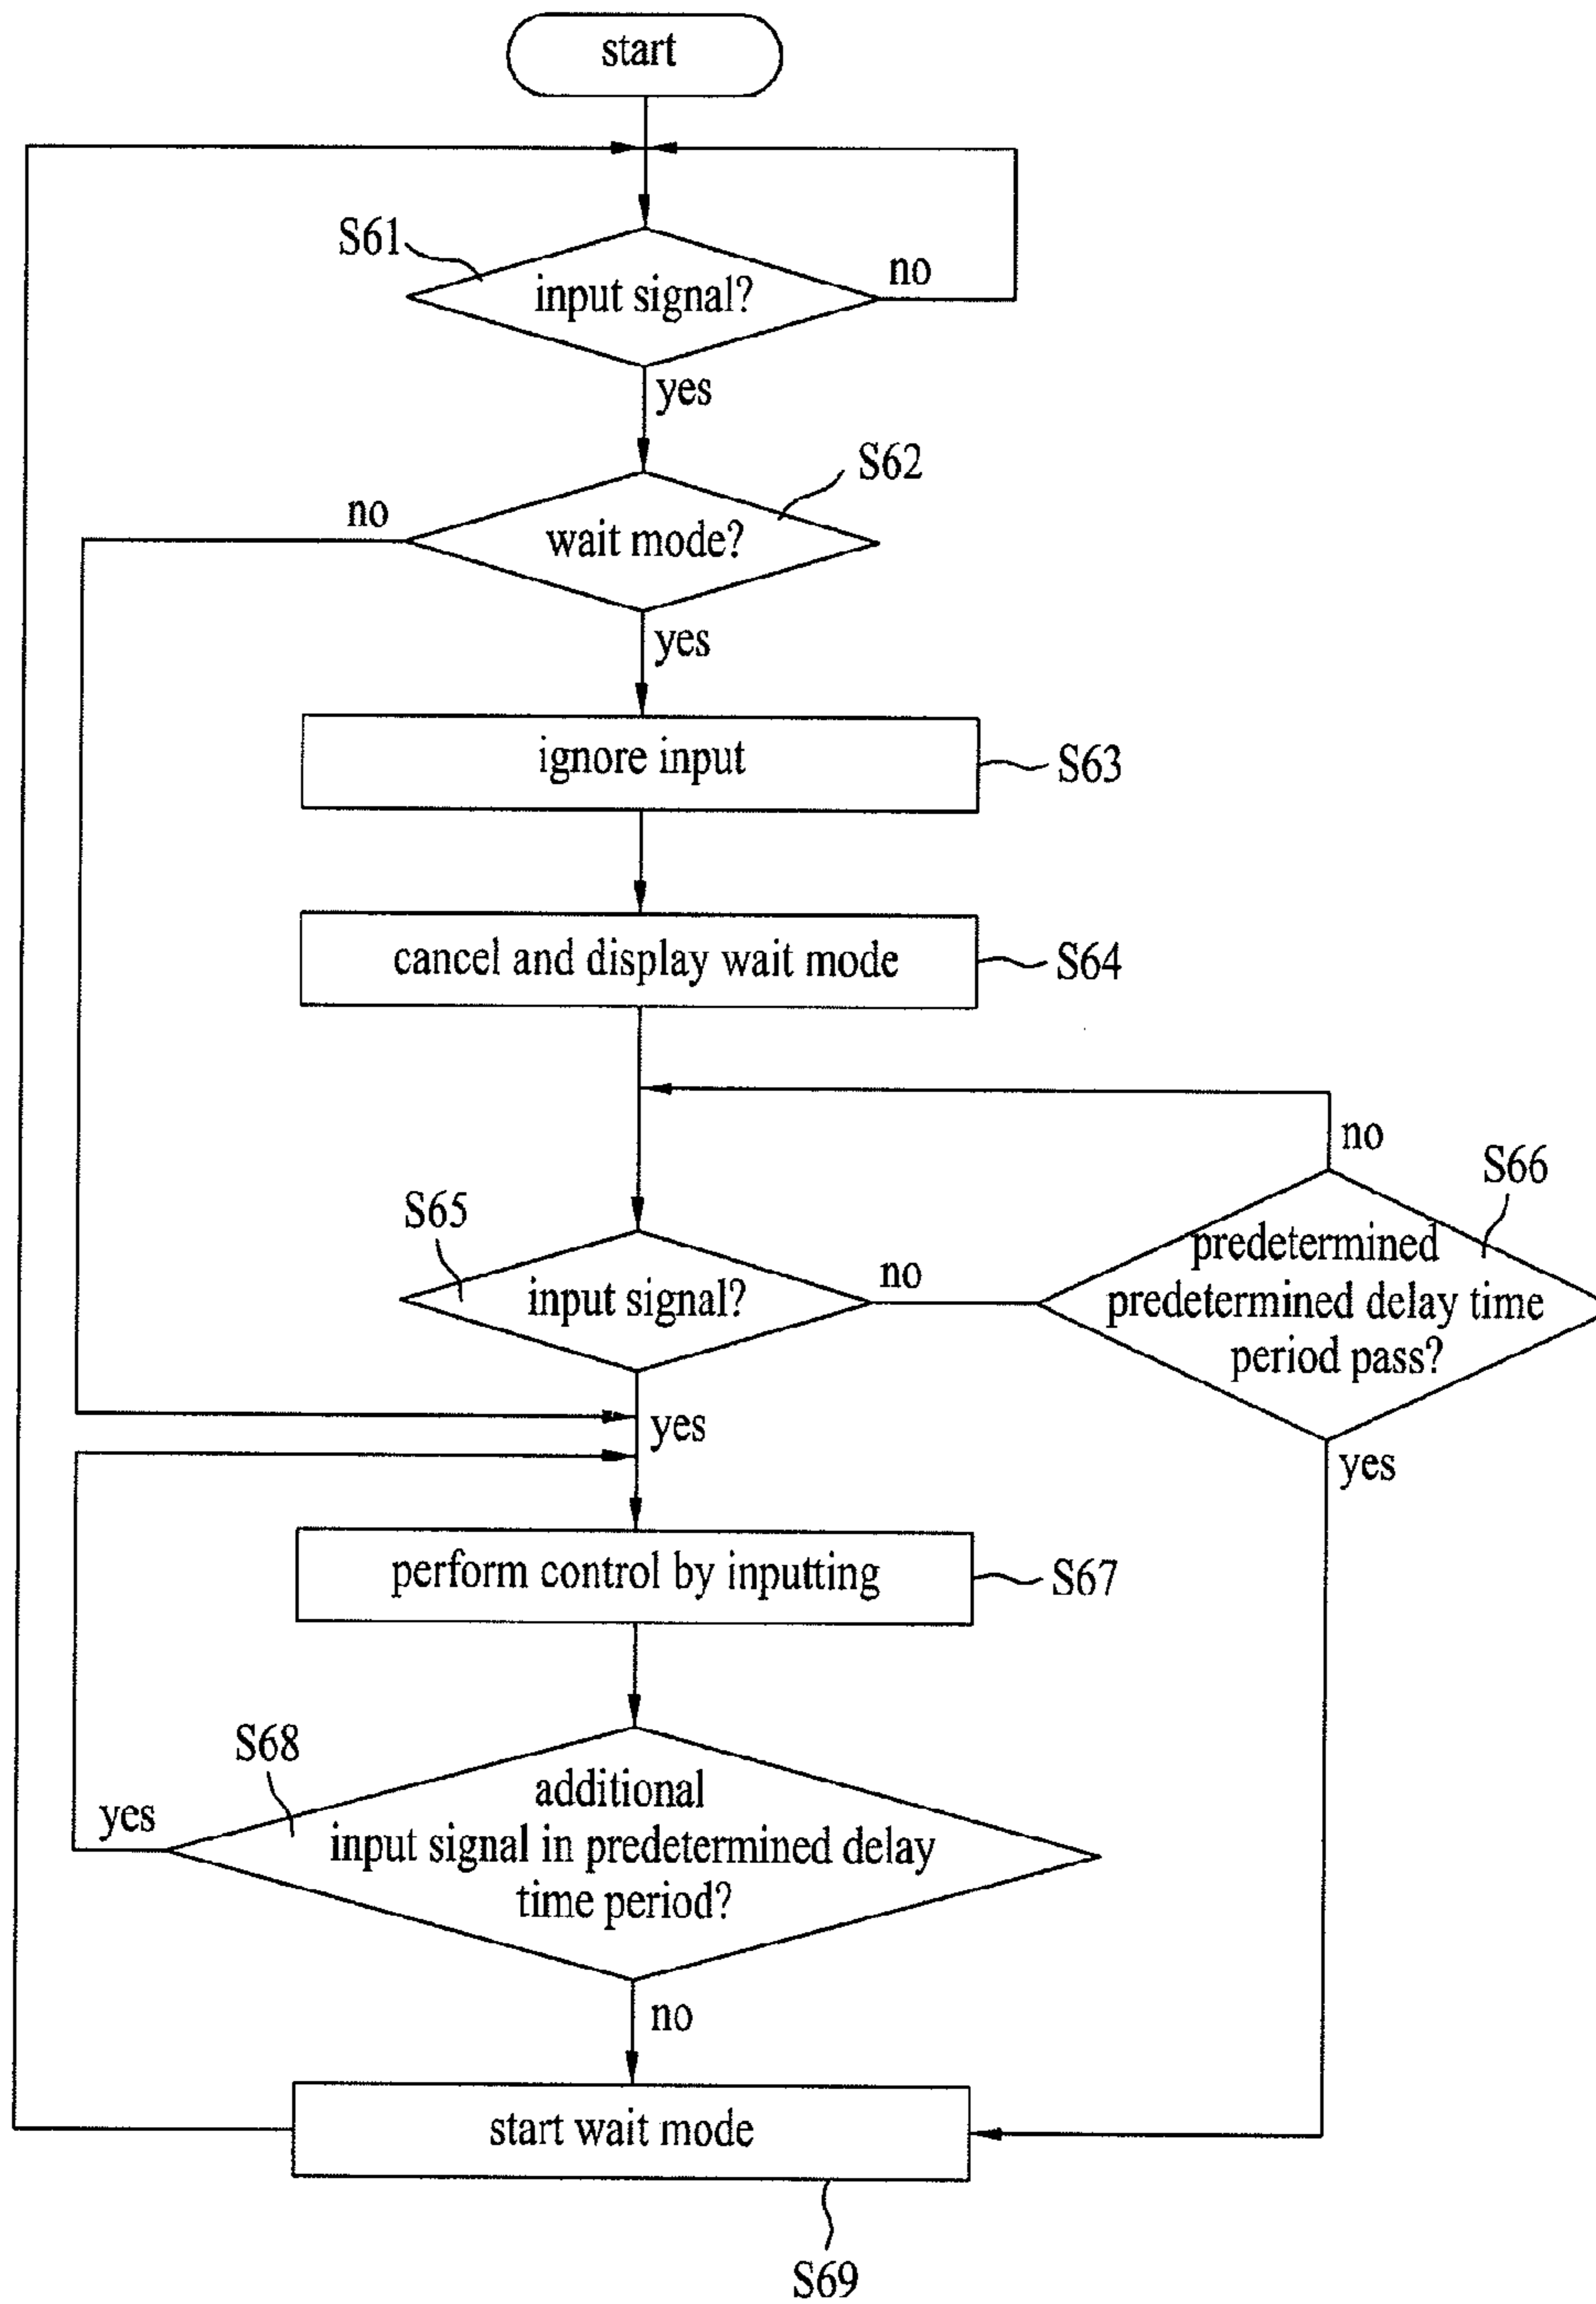 start
S61
input signal?
no
yes
S62
no
wait mode?
yes
ignore input
S63
cancel and display wait mode
S64
no
S66
S65
predetermined
input signal?
no
predetermined delay time
period pass?
yes
yes
perform control by inputting
S67
S68
additional
yes
input signal in predetermined delay
time period?
no
start wait mode
S69